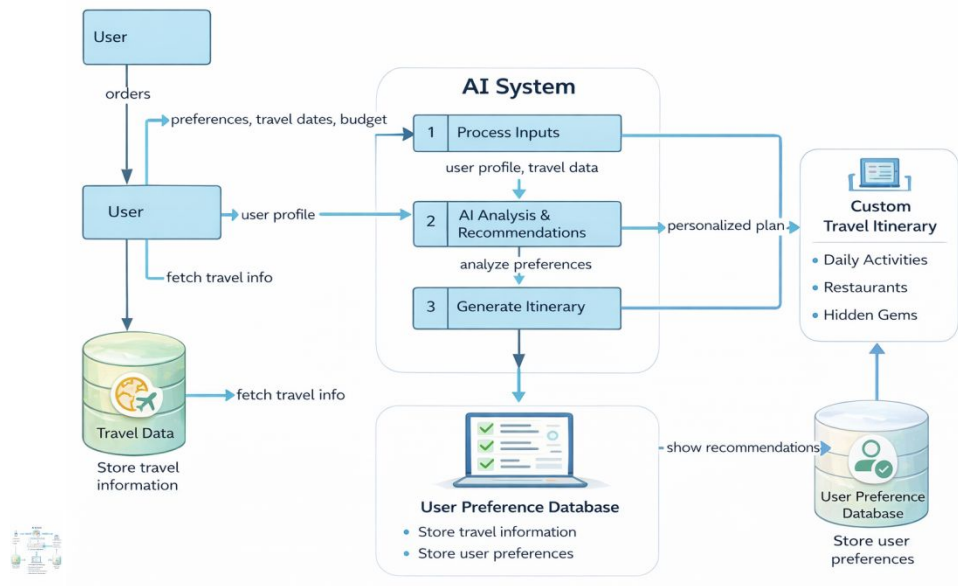 User
orders
preferences, travel dates, budget
User
user profile
fetch travel info
Travel Data
Store travel
information
fetch travel info
AI System
1 Process Inputs
user profile, travel data
2 AI Analysis &
Recommendations
analyze preferences
3 Generate Itinerary
personalized plan
Custom
Travel Itinerary
• Daily Activities
• Restaurants
• Hidden Gems
User Preference Database
• Store travel information
• Store user preferences
show recommendations
User Preference
Database
Store user
preferences